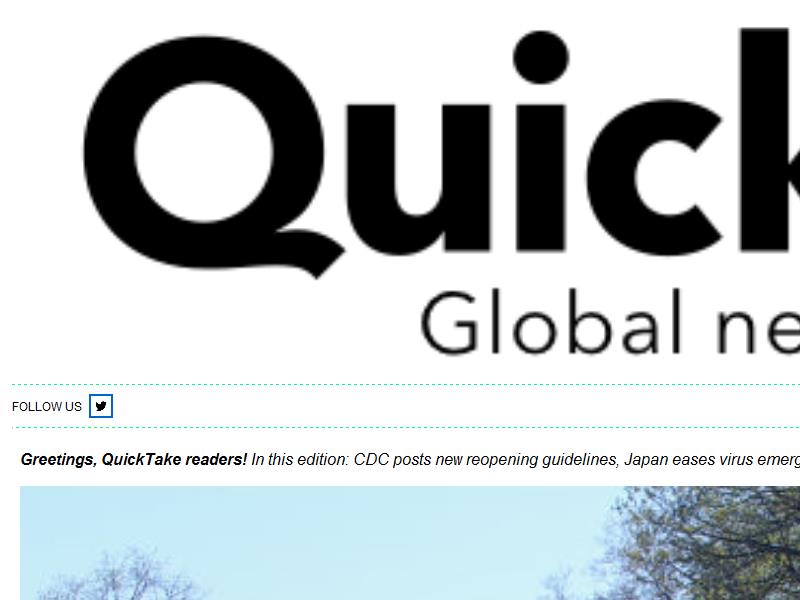 Quick
Global ne
FOLLOW US
Greetings, QuickTake readers! In this edition: CDC posts new reopening guidelines, Japan eases virus emerg